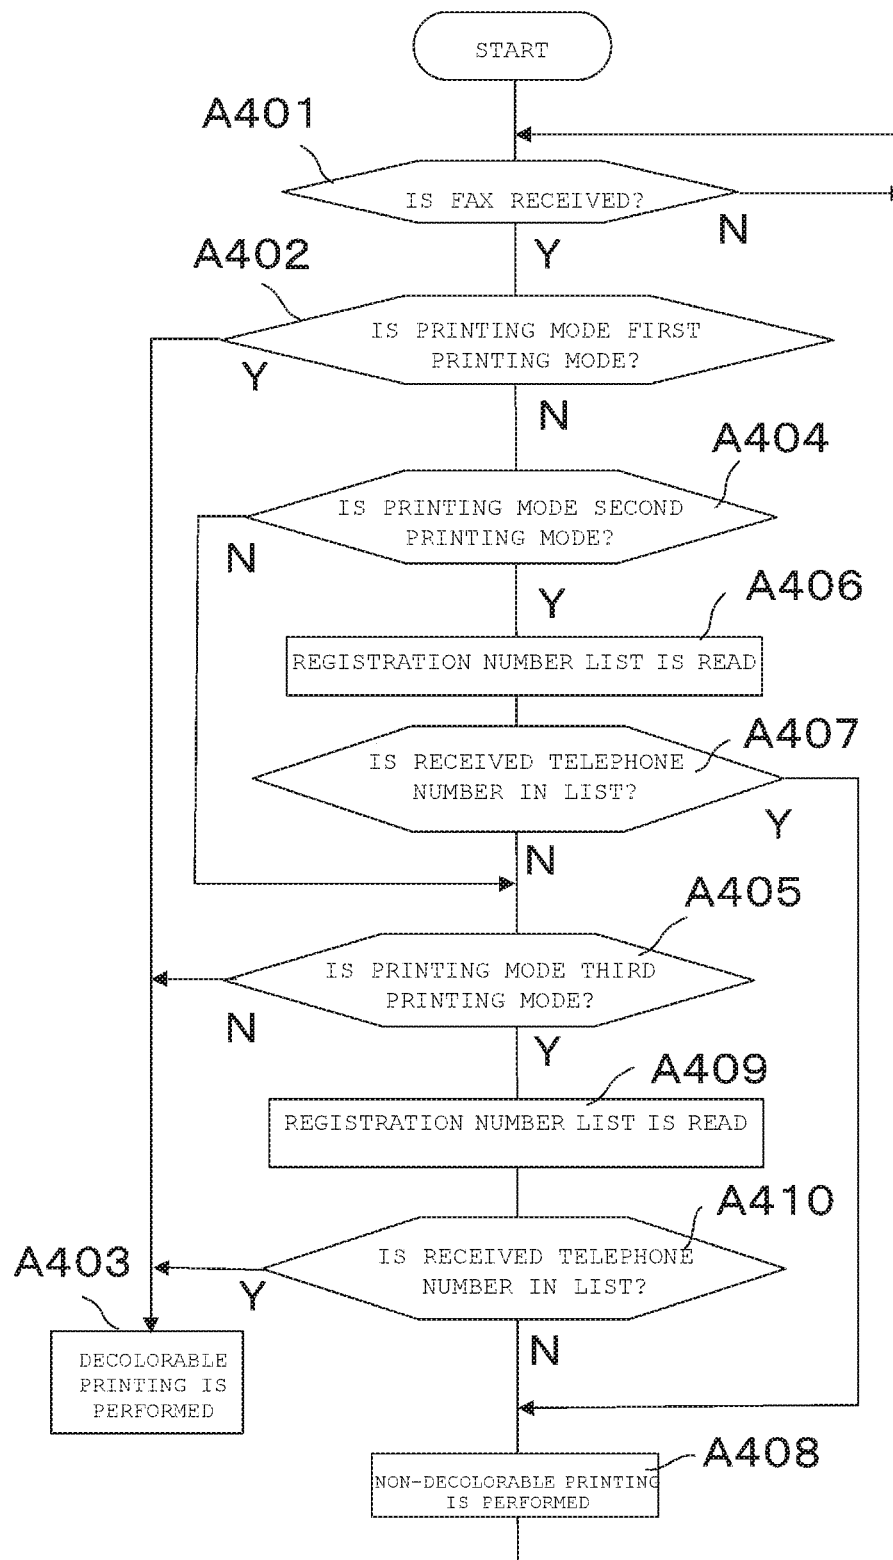 START
A401
IS FAX RECEIVED?
N
Y
A402
IS PRINTING MODE FIRST
PRINTING MODE?
Y
N
A404
IS PRINTING MODE SECOND
PRINTING MODE?
N
Y
A406
REGISTRATION NUMBER LIST IS READ
A407
IS RECEIVED TELEPHONE
NUMBER IN LIST?
Y
N
A405
IS PRINTING MODE THIRD
PRINTING MODE?
N
Y
A409
REGISTRATION NUMBER LIST IS READ
A410
IS RECEIVED TELEPHONE
NUMBER IN LIST?
Y
N
A403
DECOLORABLE
PRINTING IS
PERFORMED
A408
NON-DECOLORABLE PRINTING
IS PERFORMED